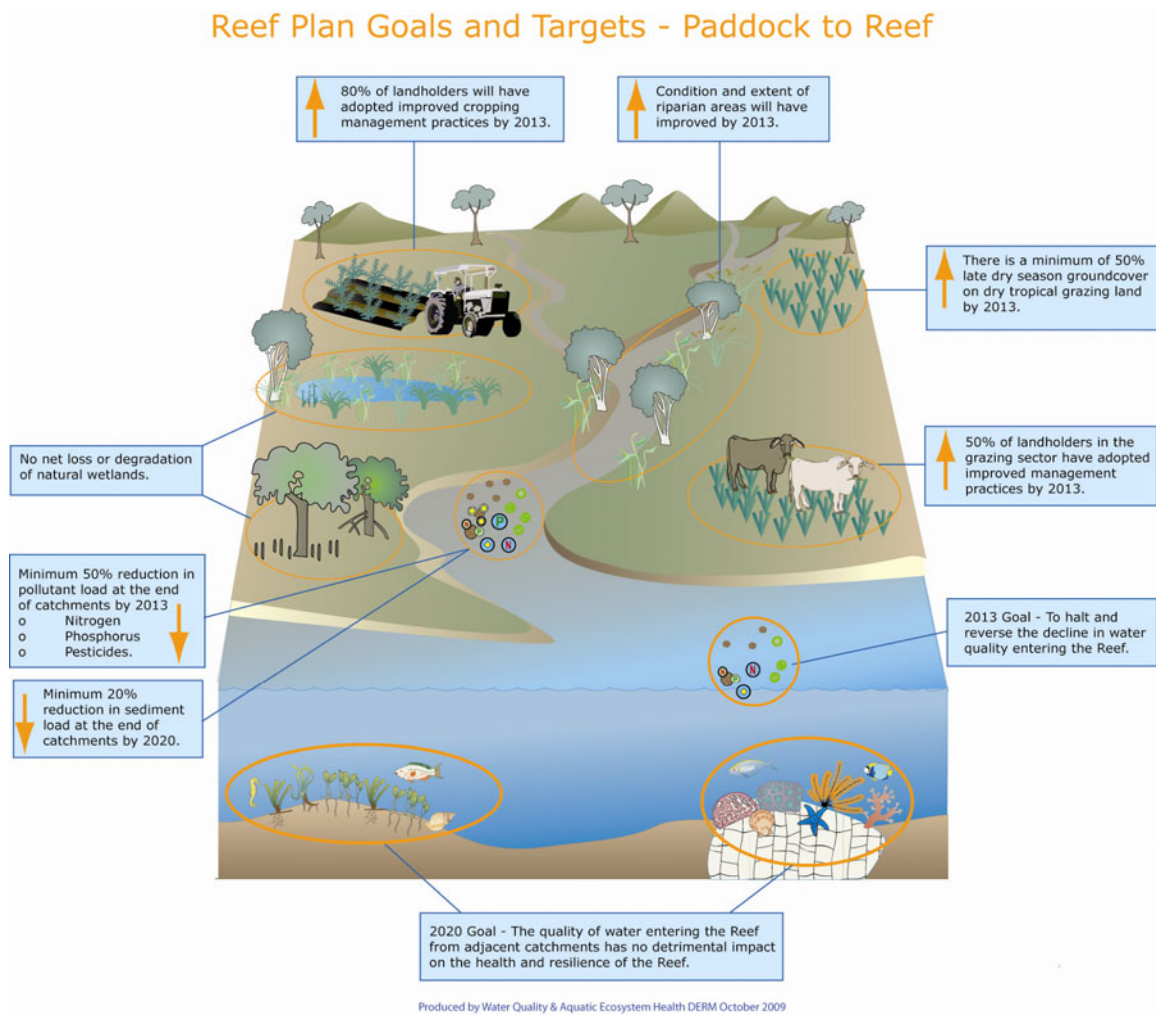 Reef Plan Goals and Targets - Paddock to Reef
80% of landholders will have
adopted improved cropping
management practices by 2013.
Condition and extent of
riparian areas will have
improved by 2013.
There is a minimum of 50%
late dry season groundcover
on dry tropical grazing land
by 2013.
No net loss or degradation
of natural wetlands.
50% of landholders in the
grazing sector have adopted
improved management
practices by 2013.
P
N
Minimum 50% reduction in
pollutant load at the end
of catchments by 2013
o Nitrogen
o Phosphorus
o Pesticides.
2013 Goal - To halt and
reverse the decline in water
quality entering the Reef.
N
Minimum 20%
reduction in sediment
load at the end of
catchments by 2020.
2020 Goal - The quality of water entering the Reef
from adjacent catchments has no detrimental impact
on the health and resilience of the Reef.
Produced by Water Quality & Aquatic Ecosystem Health DERM October 2009